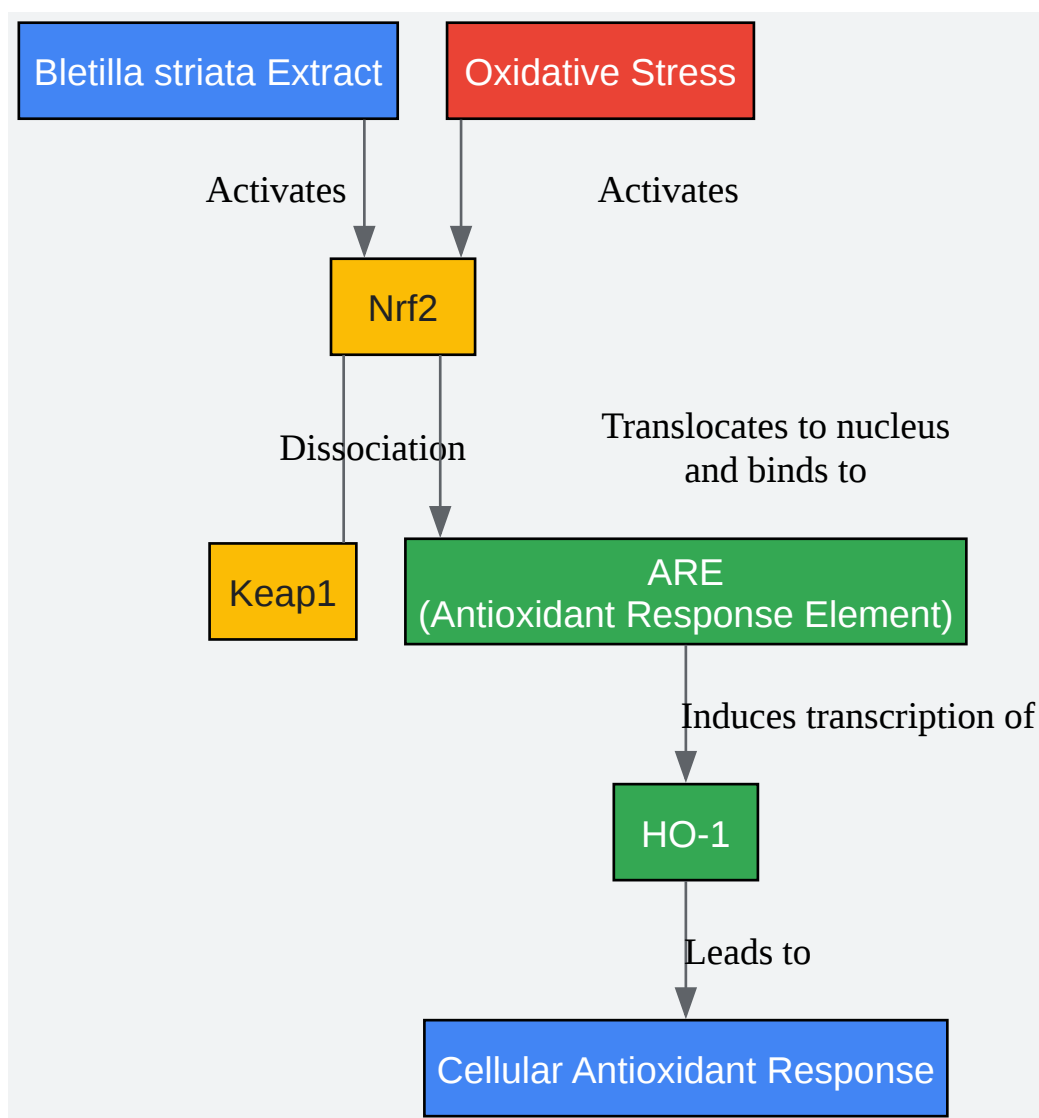 Bletilla striata Extract
Oxidative Stress
Activates
Activates
Nrf2
Dissociation
Translocates to nucleus
and binds to
Keap1
ARE
(Antioxidant Response Element)
Induces transcription of
HO-1
Leads to
Cellular Antioxidant Response